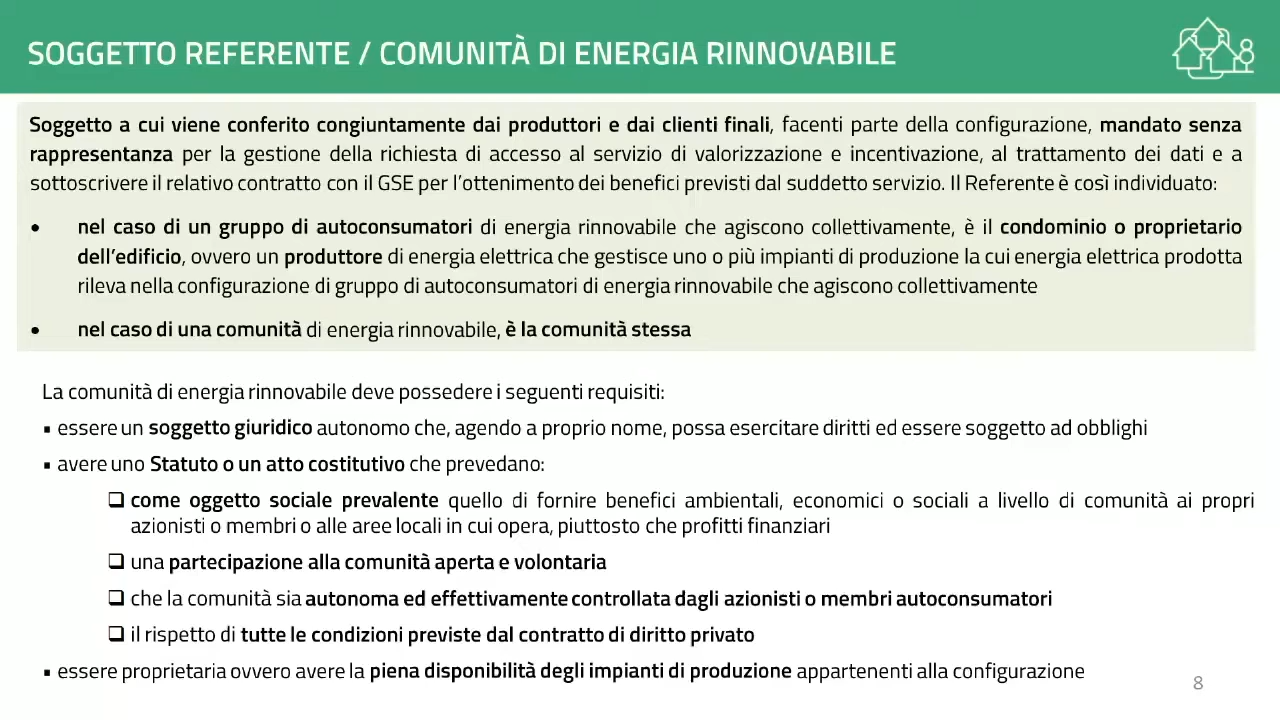 SOGGETTO REFERENTE / COMUNITÀ DI ENERGIA RINNOVABILE
Soggetto a cui viene conferito congiuntamente dai produttori e dai clienti finali, facenti parte della configurazione, mandato senza
rappresentanza per la gestione della richiesta di accesso al servizio di valorizzazione e incentivazione, al trattamento dei dati e a
sottoscrivere il relativo contratto con il GSE per l'ottenimento dei benefici previsti dal suddetto servizio. Il Referente è così individuato:
• nel caso di un gruppo di autoconsumatori di energia rinnovabile che agiscono collettivamente, è il condominio o proprietario
dell'edificio, ovvero un produttore di energia elettrica che gestisce uno o più impianti di produzione la cui energia elettrica prodotta
rileva nella configurazione di gruppo di autoconsumatori di energia rinnovabile che agiscono collettivamente
• nel caso di una comunità di energia rinnovabile, è la comunità stessa
La comunità di energia rinnovabile deve possedere i seguenti requisiti:
▪ essere un soggetto giuridico autonomo che, agendo a proprio nome, possa esercitare diritti ed essere soggetto ad obblighi
▪ avere uno Statuto o un atto costitutivo che prevedano:
❑ come oggetto sociale prevalente quello di fornire benefici ambientali, economici o sociali a livello di comunità ai propri
azionisti o membri o alle aree locali in cui opera, piuttosto che profitti finanziari
❑ una partecipazione alla comunità aperta e volontaria
❑ che la comunità sia autonoma ed effettivamente controllata dagli azionisti o membri autoconsumatori
❑ il rispetto di tutte le condizioni previste dal contratto di diritto privato
▪ essere proprietaria ovvero avere la piena disponibilità degli impianti di produzione appartenenti alla configurazione
8